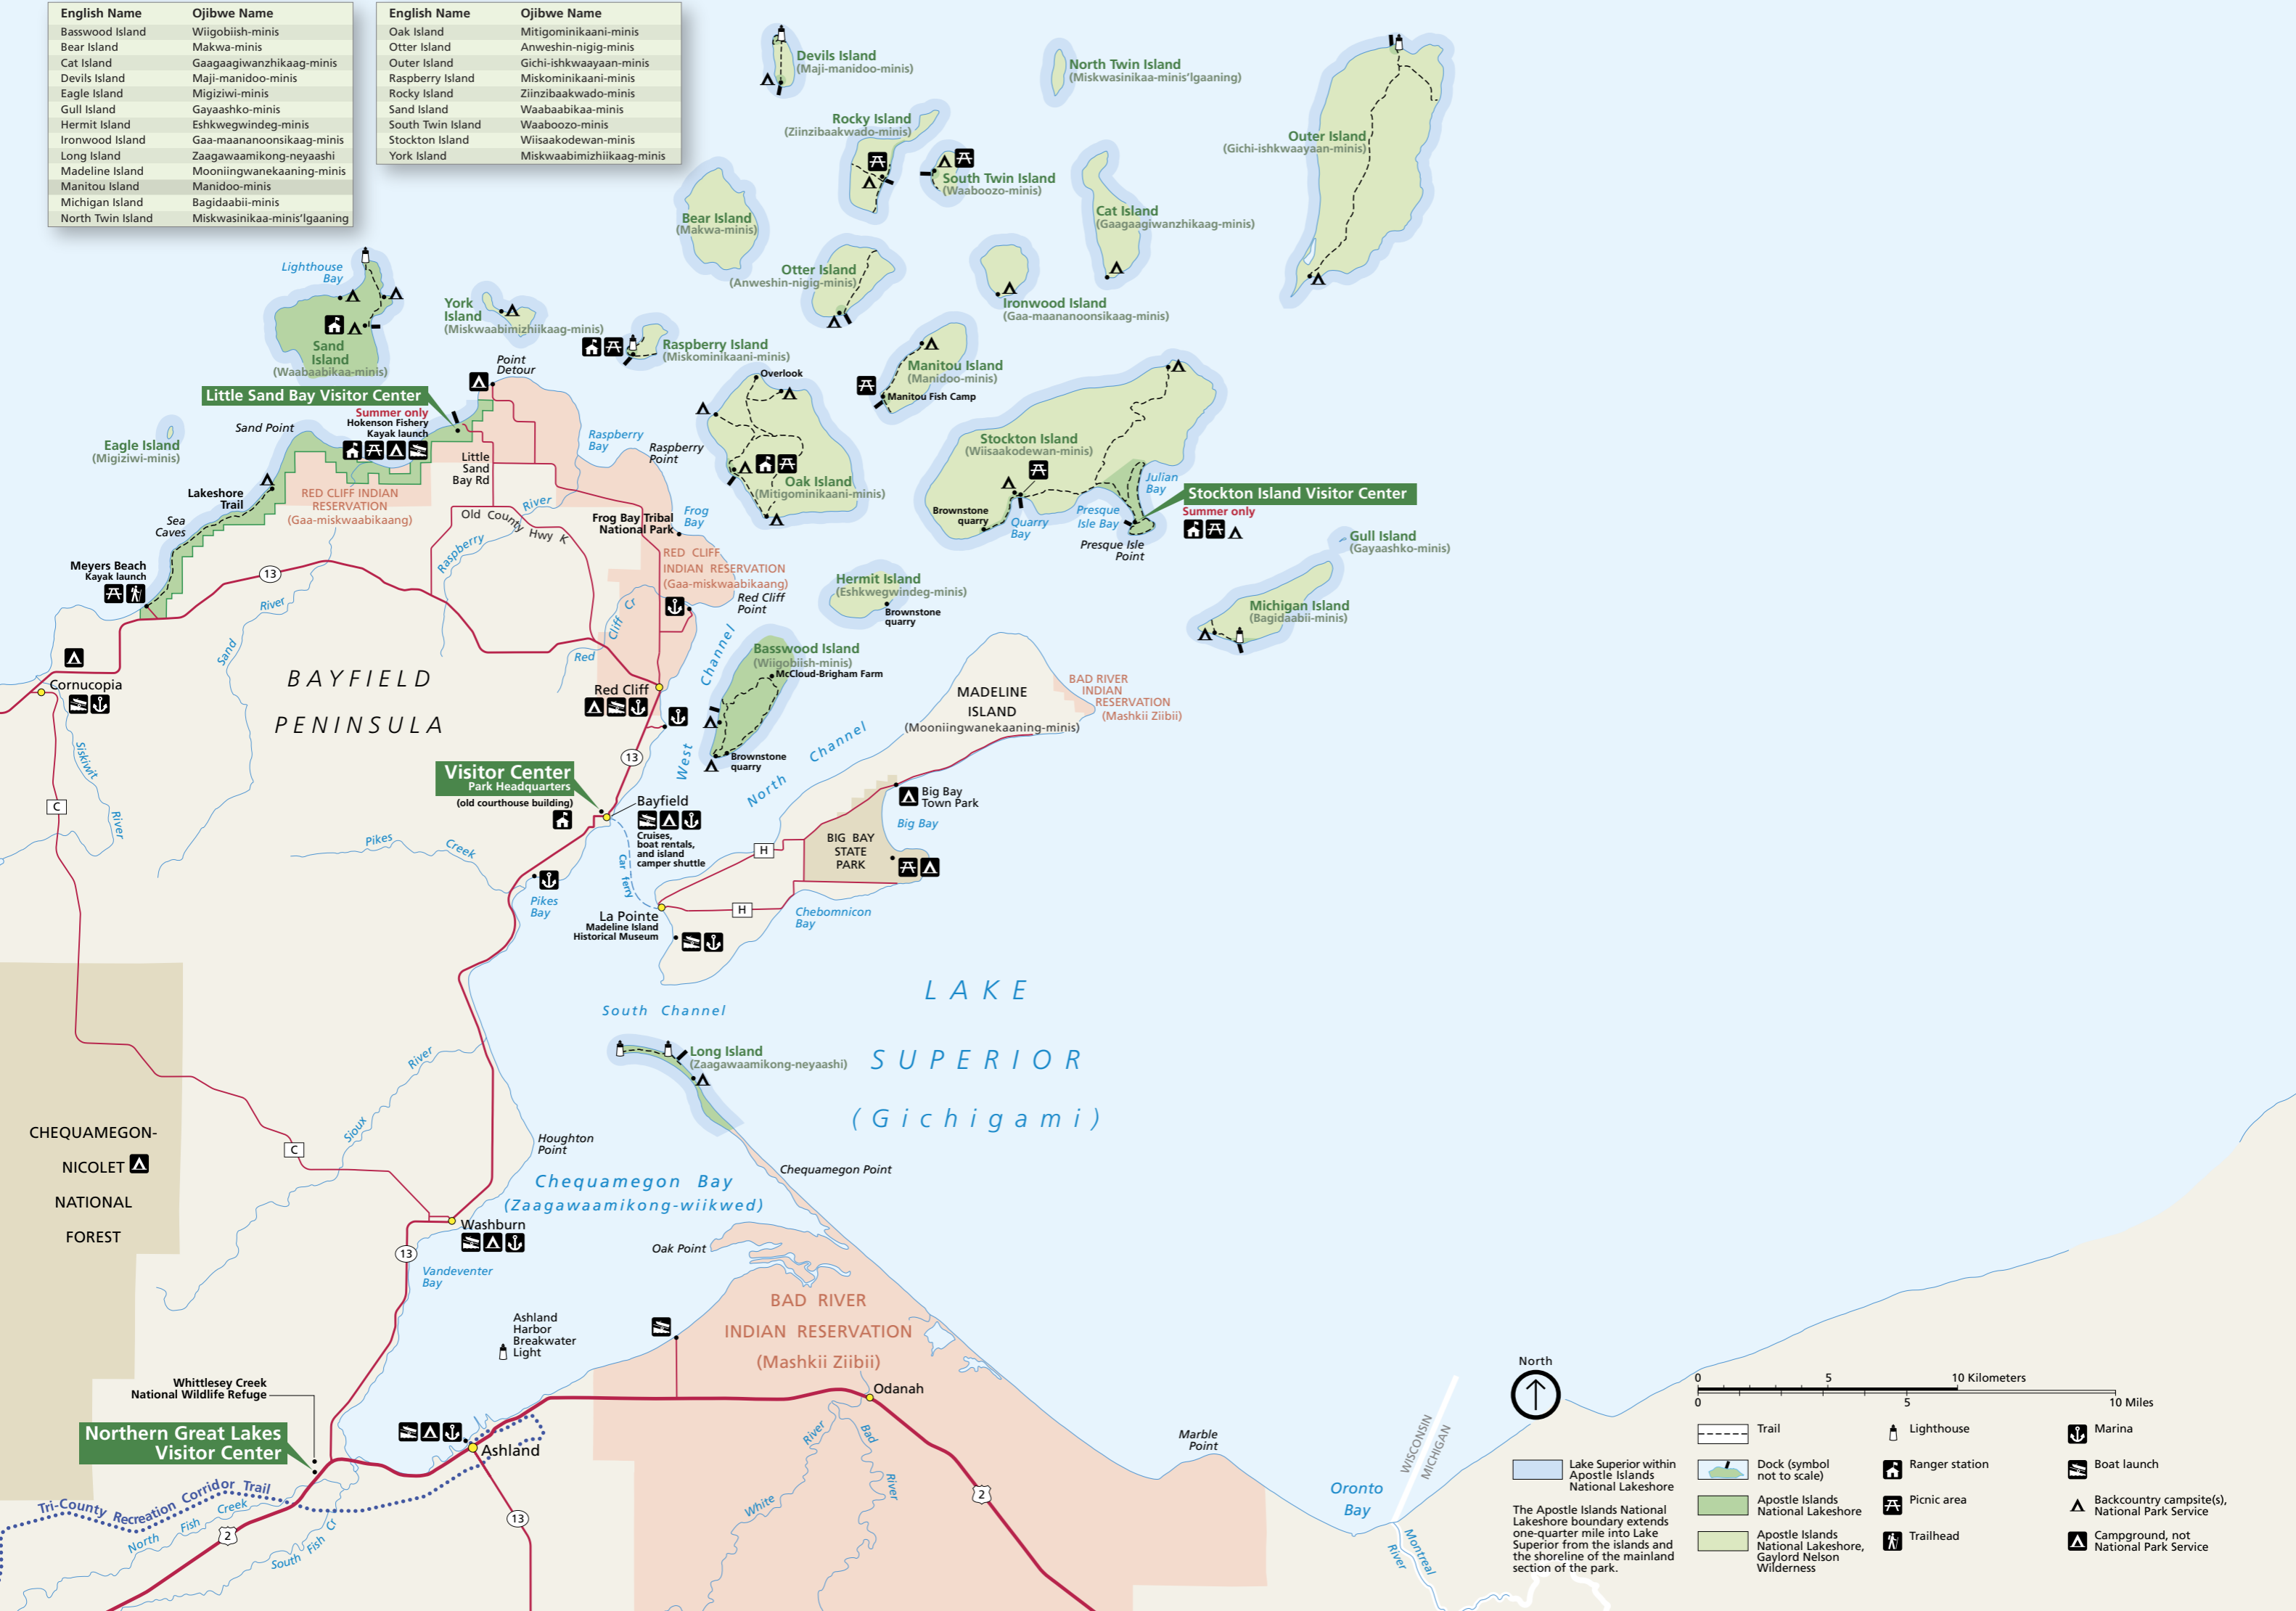 English Name Ojibwe Name
Basswood Island Wiigobiish-minis
Bear Island Makwa-minis
Cat Island Gaagaagiwanzhikaag-minis
Devils Island Maji-manidoo-minis
Eagle Island Migiziwi-minis
Gull Island Gayaashko-minis
Hermit Island Eshkwegwindeg-minis
Ironwood Island Gaa-maananoonsikaag-minis
Long Island Zaagawaamikong-neyaashi
Madeline Island Mooniingwanekaaning-minis
Manitou Island Manidoo-minis
Michigan Island Bagidaabii-minis
North Twin Island Miskwasinikaa-minis'Igaaning
English Name Ojibwe Name
Oak Island Mitigominikaani-minis
Otter Island Anweshin-nigig-minis
Outer Island Gichi-ishkwaayaan-minis
Raspberry Island Miskominikaani-minis
Rocky Island Ziinzibaakwado-minis
Sand Island Waabaabikaa-minis
South Twin Island Waaboozo-minis
Stockton Island Wiisaakodewan-minis
York Island Miskwaabimizhiikaag-minis
Devils Island
(Maji-manidoo-minis)
North Twin Island
(Miskwasinikaa-minis'Igaaning)
Rocky Island
(Ziinzibaakwado-minis)
Outer Island
(Gichi-ishkwaayaan-minis)
South Twin Island
(Waaboozo-minis)
Bear Island
(Makwa-minis)
Cat Island
(Gaagaagiwanzhikaag-minis)
Otter Island
(Anweshin-nigig-minis)
Ironwood Island
(Gaa-maananoonsikaag-minis)
Lighthouse
Bay
Sand
Island
(Waabaabikaa-minis)
York
Island
(Miskwaabimizhiikaag-minis)
Raspberry Island
(Miskominikaani-minis)
Manitou Island
(Manidoo-minis)
Manitou Fish Camp
Point
Detour
Overlook
Little Sand Bay Visitor Center
Summer only
Hokenson Fishery
Kayak launch
Sand Point
Eagle Island
(Migiziwi-minis)
Raspberry
Bay
Raspberry
Point
Little
Sand
Bay Rd
Oak Island
(Mitigominikaani-minis)
Stockton Island
(Wiisaakodewan-minis)
Julian
Bay
Stockton Island Visitor Center
Summer only
Presque
Isle Bay
Presque Isle
Point
Brownstone
quarry
Quarry
Bay
Gull Island
(Gayaashko-minis)
Michigan Island
(Bagidaabii-minis)
Lakeshore
Trail
Sea
Caves
RED CLIFF INDIAN
RESERVATION
(Gaa-miskwaabikaang)
Old County Hwy K
Raspberry
River
Frog Bay Tribal
National Park
Frog
Bay
RED CLIFF
INDIAN RESERVATION
(Gaa-miskwaabikaang)
Red Cliff
Point
Meyers Beach
Kayak launch
13
Sand
River
Hermit Island
(Eshkwegwindeg-minis)
Brownstone
quarry
Red
Cliff
Cr
Basswood Island
(Wiigobiish-minis)
McCloud-Brigham Farm
Brownstone
quarry
Cornucopia
BAYFIELD
PENINSULA
Red Cliff
13
West
Channel
North
Channel
MADELINE
ISLAND
(Mooniingwanekaaning-minis)
BAD RIVER
INDIAN
RESERVATION
(Mashkii Ziibii)
Siskiwit
River
C
Visitor Center
Park Headquarters
(old courthouse building)
Bayfield
Cruises,
boat rentals,
and island
camper shuttle
Car ferry
Big Bay
Town Park
Big Bay
BIG BAY
STATE
PARK
H
H
Pikes
Creek
Pikes
Bay
La Pointe
Madeline Island
Historical Museum
Chebomnicon
Bay
LAKE
SUPERIOR
(Gichigami)
South Channel
Long Island
(Zaagawaamikong-neyaashi)
Sioux
River
CHEQUAMEGON-
NICOLET
NATIONAL
FOREST
C
Houghton
Point
Chequamegon Point
Chequamegon Bay
(Zaagawaamikong-wiikwed)
Washburn
13
Vandeventer
Bay
Oak Point
Ashland
Harbor
Breakwater
Light
BAD RIVER
INDIAN RESERVATION
(Mashkii Ziibii)
Whittlesey Creek
National Wildlife Refuge
Odanah
Northern Great Lakes
Visitor Center
Ashland
Tri-County Recreation Corridor Trail
North Fish Creek
South Fish Cr
2
13
White
River
Bad
River
2
Marble
Point
Oronto
Bay
WISCONSIN
MICHIGAN
Montreal
River
North
0 5 10 Kilometers
0 5 10 Miles
Lake Superior within
Apostle Islands
National Lakeshore
The Apostle Islands National
Lakeshore boundary extends
one-quarter mile into Lake
Superior from the islands and
the shoreline of the mainland
section of the park.
Trail
Dock (symbol
not to scale)
Apostle Islands
National Lakeshore
Apostle Islands
National Lakeshore,
Gaylord Nelson
Wilderness
Lighthouse
Ranger station
Picnic area
Trailhead
Marina
Boat launch
Backcountry campsite(s),
National Park Service
Campground, not
National Park Service